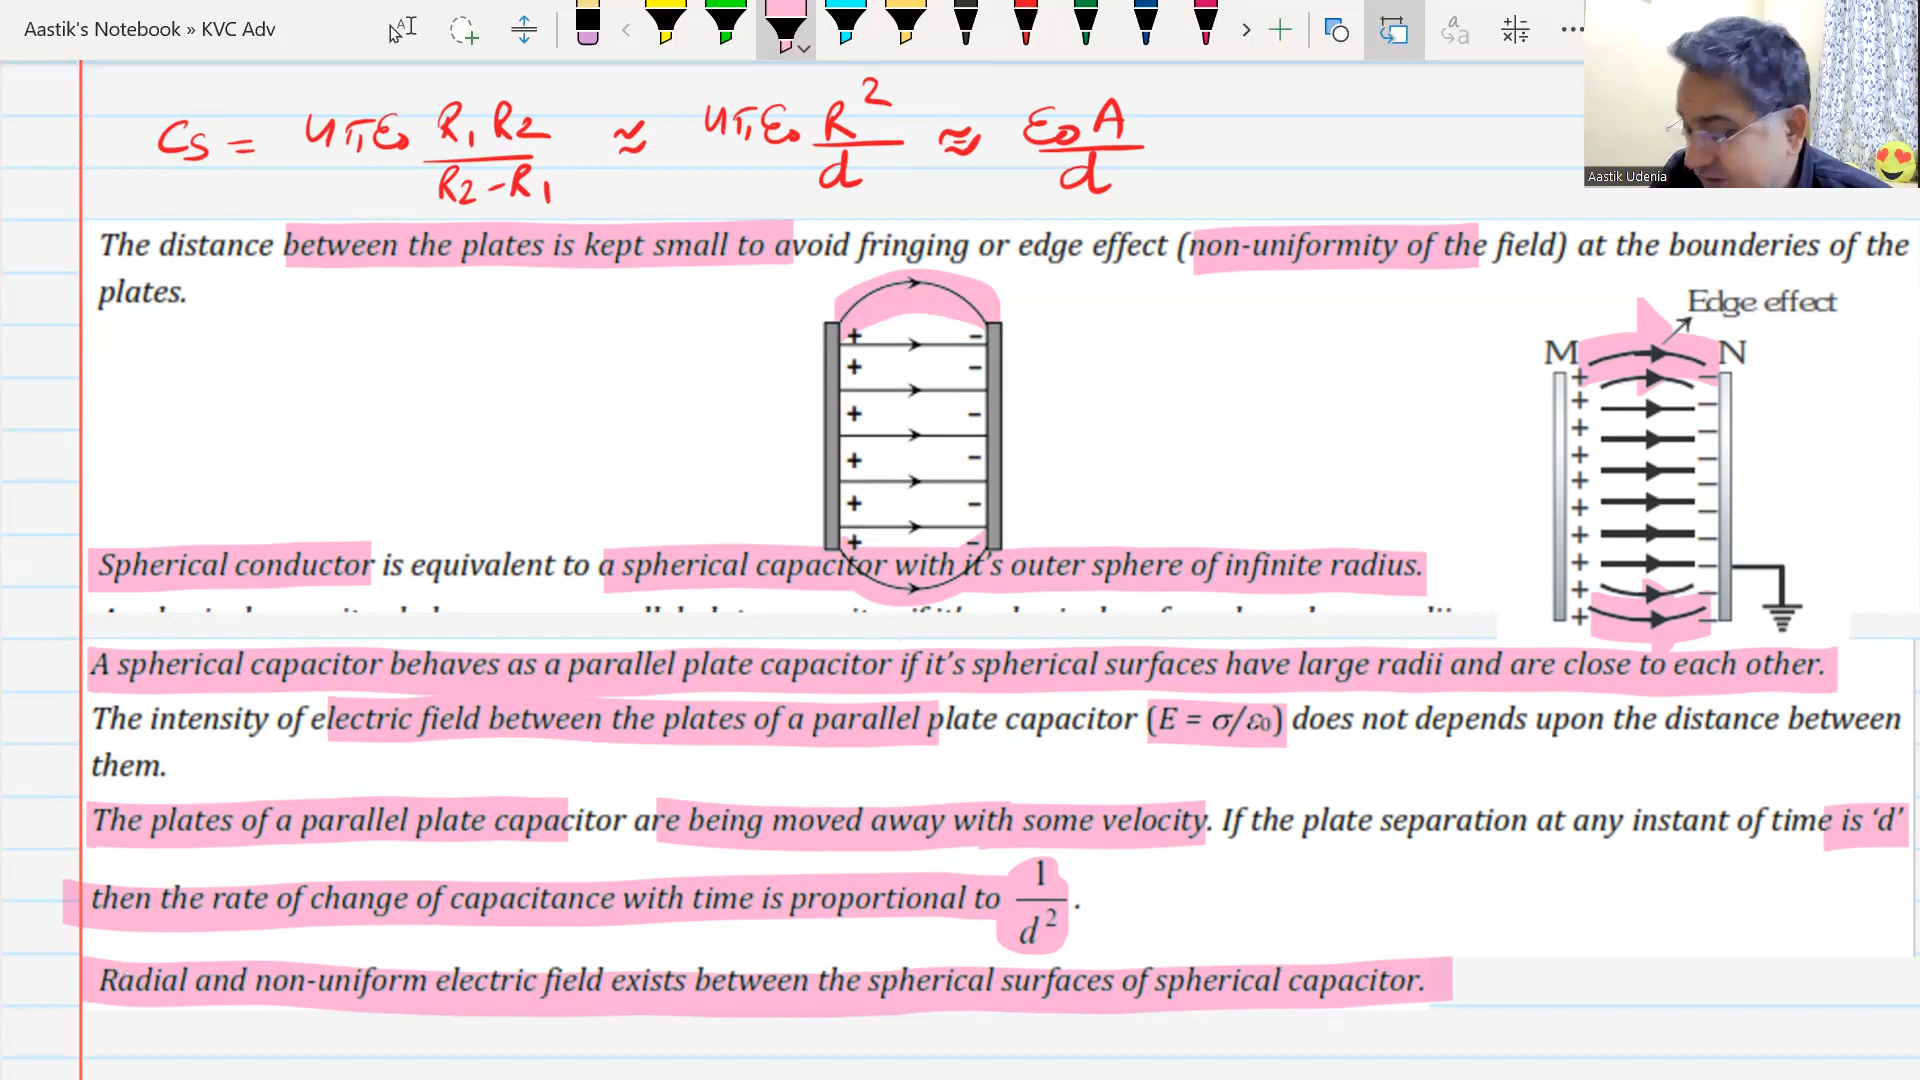 Aastik's Notebook » KVC Adv
Aastik Udenia
Cs = 4πε₀ R₁ R₂ / R₂ - R₁ ≈ 4πε₀ R² / d ≈ ε₀ A / d
The distance between the plates is kept small to avoid fringing or edge effect (non-uniformity of the field) at the bounderies of the
plates.
Edge effect
M N
Spherical conductor is equivalent to a spherical capacitor with it's outer sphere of infinite radius.
A spherical capacitor behaves as a parallel plate capacitor if it's spherical surfaces have large radii and are close to each other.
The intensity of electric field between the plates of a parallel plate capacitor (E = σ/ε0) does not depends upon the distance between
them.
The plates of a parallel plate capacitor are being moved away with some velocity. If the plate separation at any instant of time is 'd'
then the rate of change of capacitance with time is proportional to 1/d².
Radial and non-uniform electric field exists between the spherical surfaces of spherical capacitor.